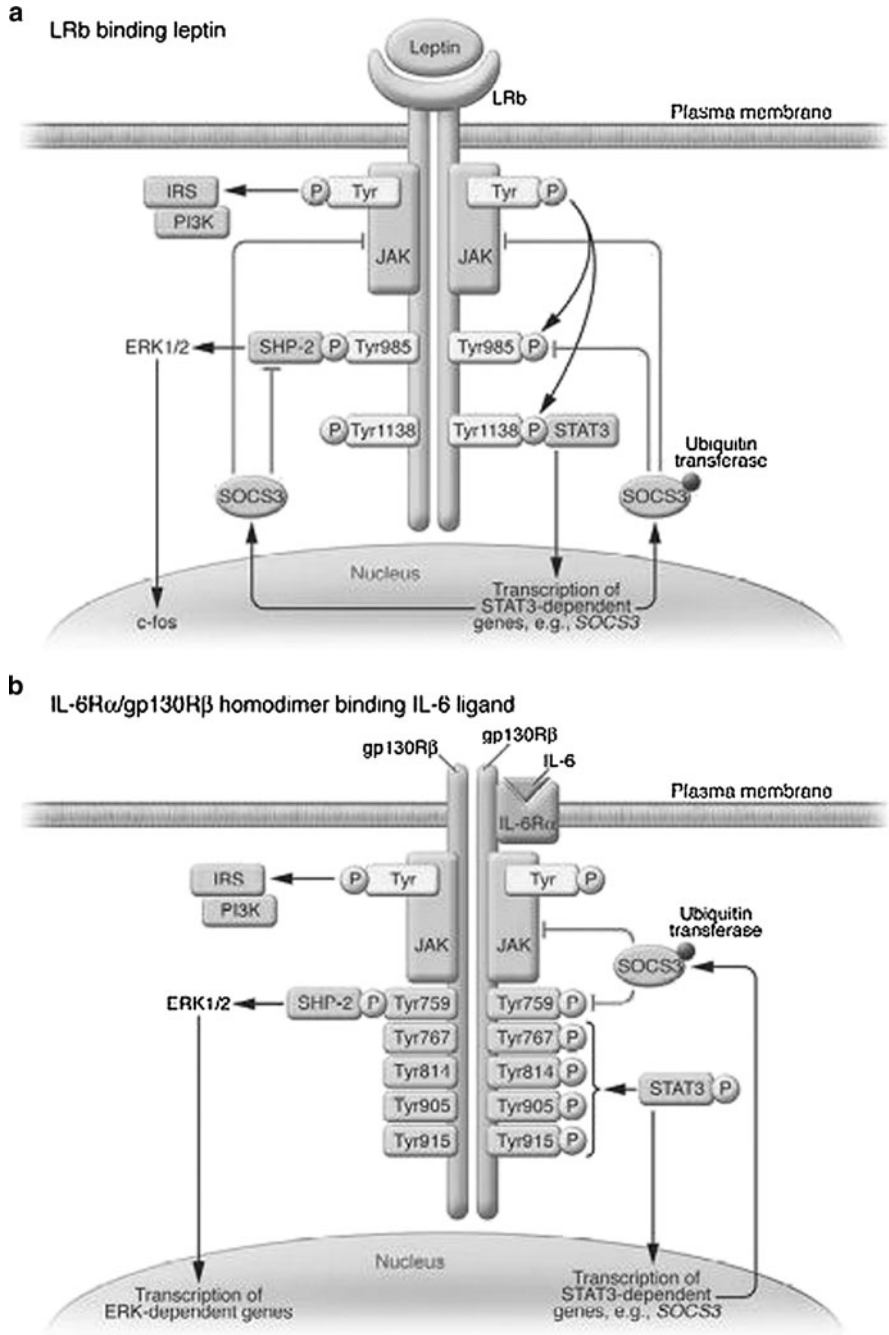 a
LRb binding leptin
Leptin
LRb
Plasma membrane
IRS
P
Tyr
Tyr
P
PI3K
JAK
JAK
ERK1/2
SHP-2
P
Tyr985
Tyr985
P
P
Tyr1138
Tyr1138
P
STAT3
Ubiquitin
transferase
SOCS3
SOCS3
Nucleus
Transcription of
STAT3-dependent
genes, e.g., SOCS3
c-fos
b
IL-6Rα/gp130Rβ homodimer binding IL-6 ligand
gp130Rβ
gp130Rβ
IL-6
Plasma membrane
IL-6Rα
IRS
P
Tyr
Tyr
P
PI3K
JAK
JAK
Ubiquitin
transferase
SOCS3
ERK1/2
SHP-2
P
Tyr759
Tyr759
P
Tyr767
Tyr767
P
Tyr814
Tyr814
P
STAT3
P
Tyr905
Tyr905
P
Tyr915
Tyr915
P
Nucleus
Transcription of
ERK-dependent genes
Transcription of
STAT3-dependent
genes, e.g., SOCS3